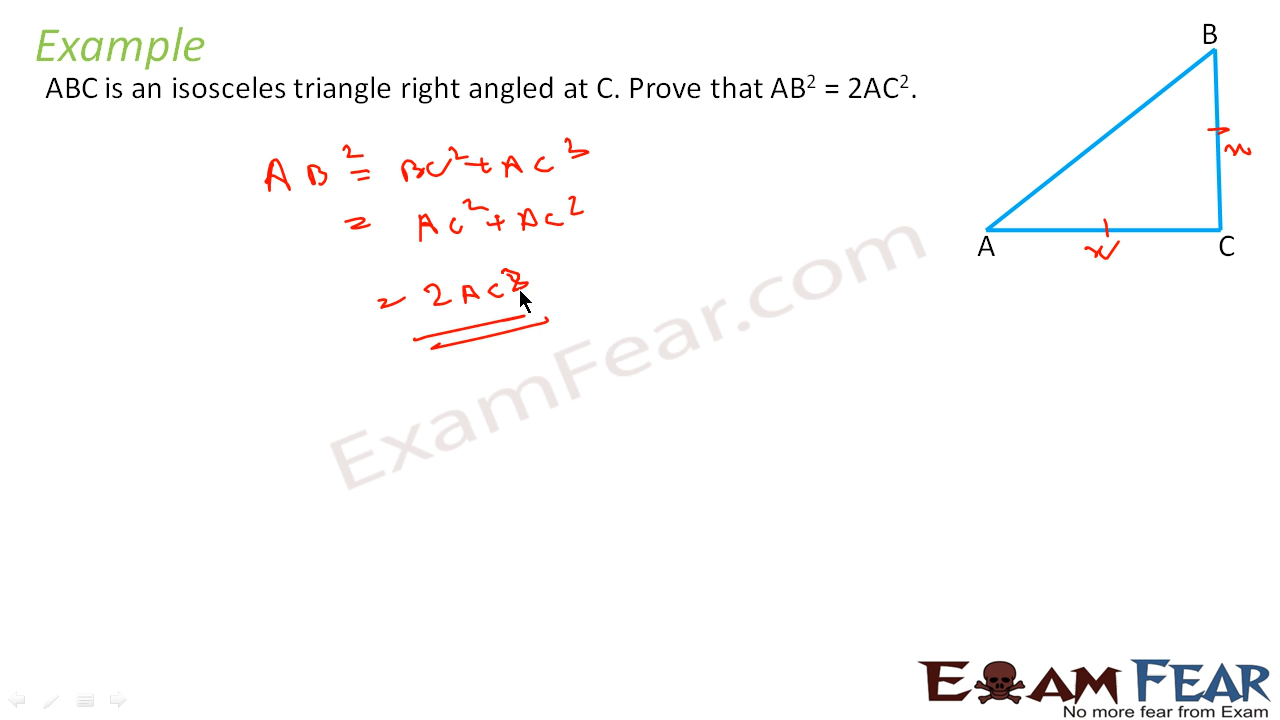 Example
ABC is an isosceles triangle right angled at C. Prove that AB² = 2AC².
AB² = BC² + AC²
= AC² + AC²
= 2AC²
B
x
A
x
C
ExamFear.com
EXAM FEAR
No more fear from Exam